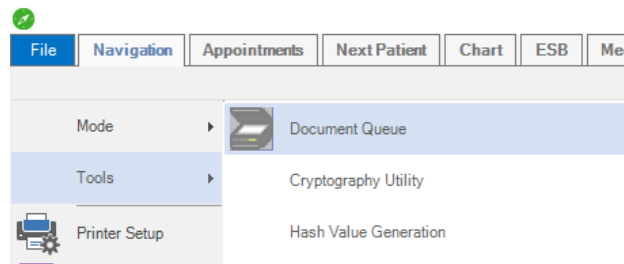 File Navigation Appointments Next Patient Chart ESB
Mode Document Queue
Tools Cryptography Utility
Printer Setup Hash Value Generation